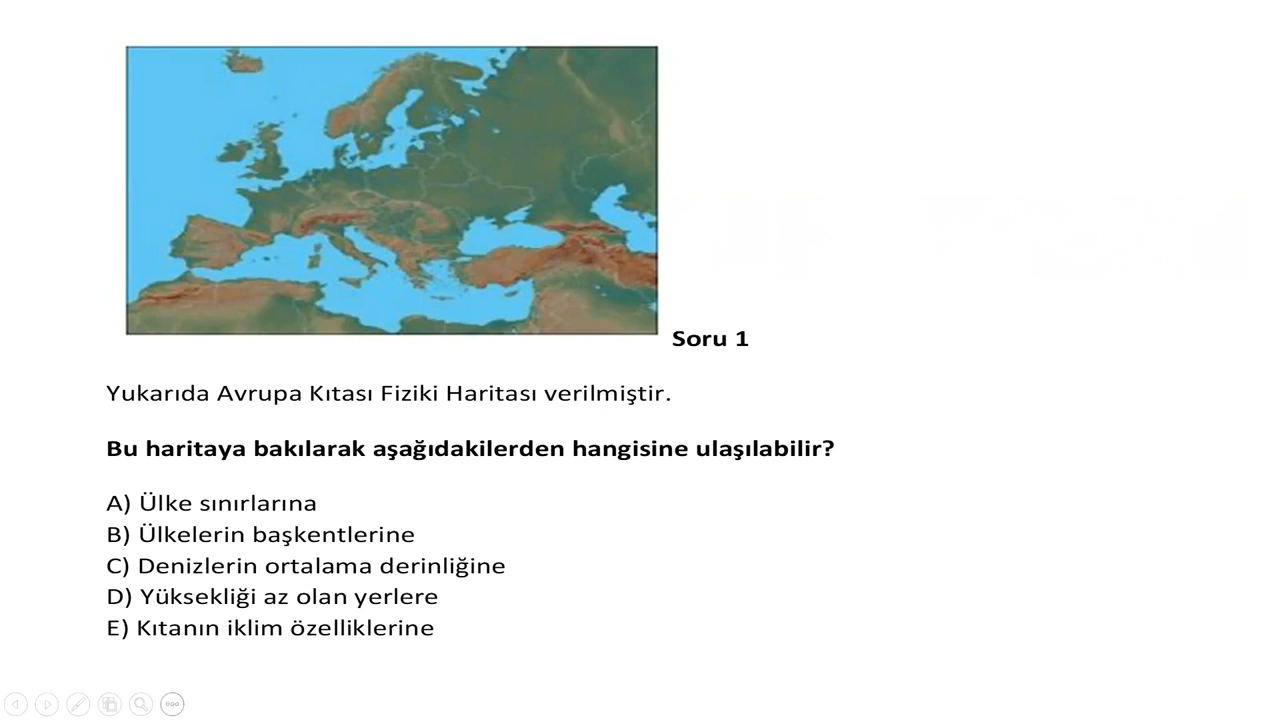 Soru 1
Yukarıda Avrupa Kıtası Fiziki Haritası verilmiştir.
Bu haritaya bakılarak aşağıdakilerden hangisine ulaşılabilir?
A) Ülke sınırlarına
B) Ülkelerin başkentlerine
C) Denizlerin ortalama derinliğine
D) Yüksekliği az olan yerlere
E) Kıtanın iklim özelliklerine